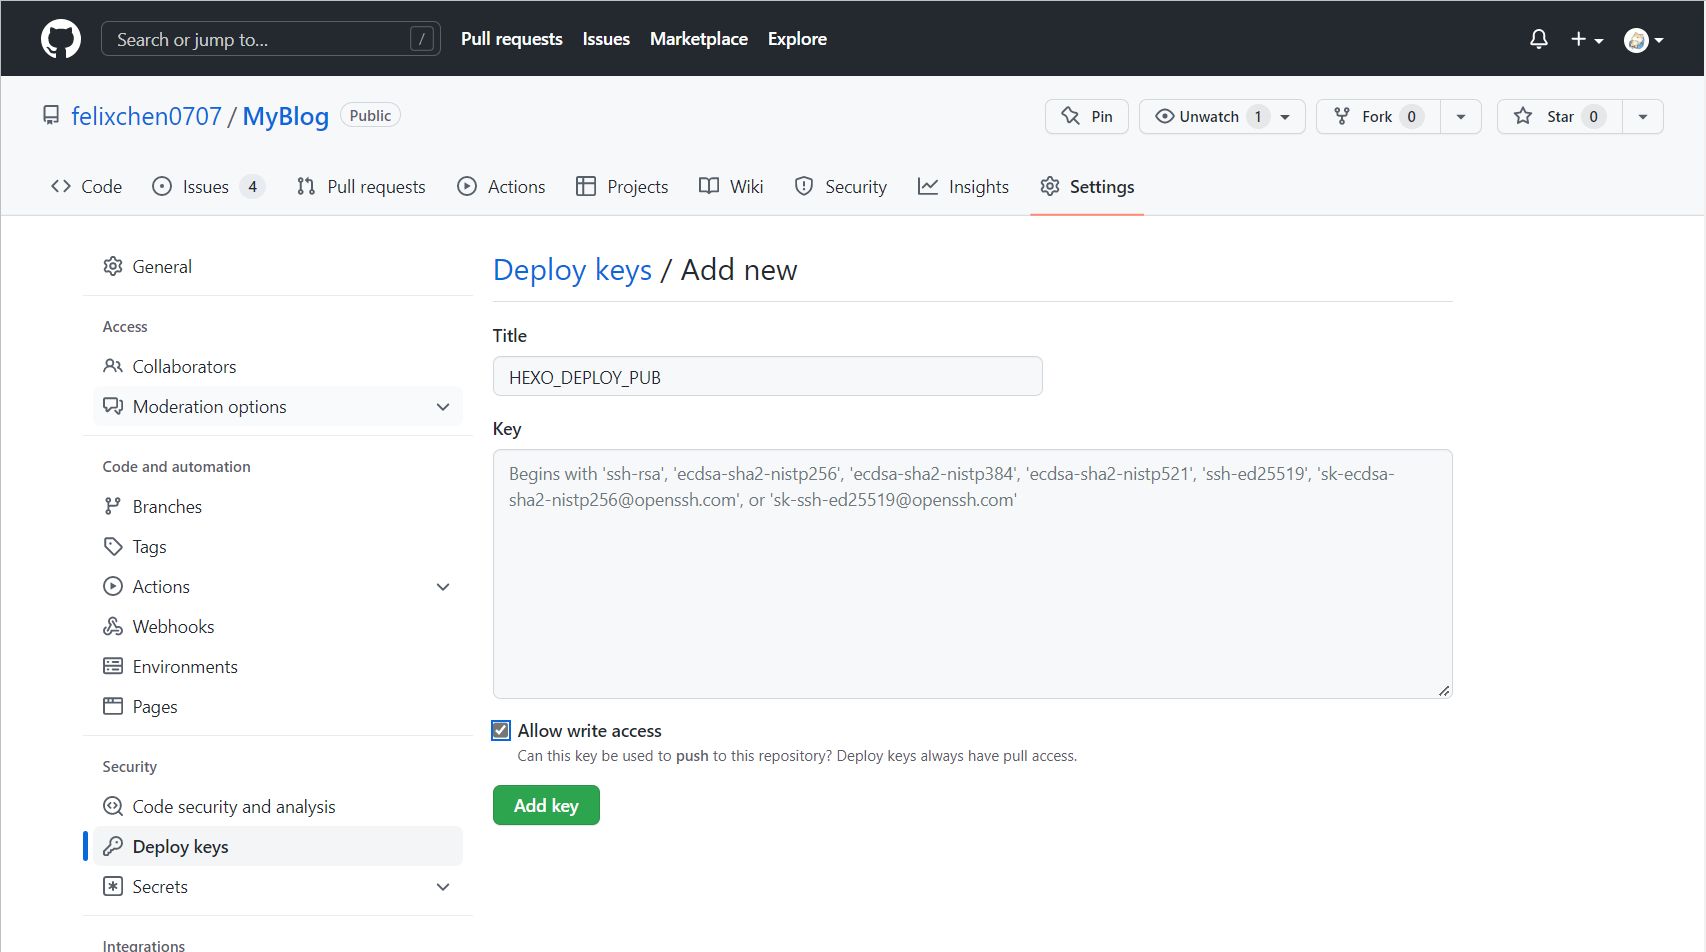 Search or jump to... /
Pull requests Issues Marketplace Explore
felixchen0707 / MyBlog Public
Pin Unwatch 1 Fork 0 Star 0
Code Issues 4 Pull requests Actions Projects Wiki Security Insights Settings
General
Access
Collaborators
Moderation options
Code and automation
Branches
Tags
Actions
Webhooks
Environments
Pages
Security
Code security and analysis
Deploy keys
Secrets
Integrations
Deploy keys / Add new
Title
HEXO_DEPLOY_PUB
Key
Begins with 'ssh-rsa', 'ecdsa-sha2-nistp256', 'ecdsa-sha2-nistp384', 'ecdsa-sha2-nistp521', 'ssh-ed25519', 'sk-ecdsa-
sha2-nistp256@openssh.com', or 'sk-ssh-ed25519@openssh.com'
Allow write access
Can this key be used to push to this repository? Deploy keys always have pull access.
Add key